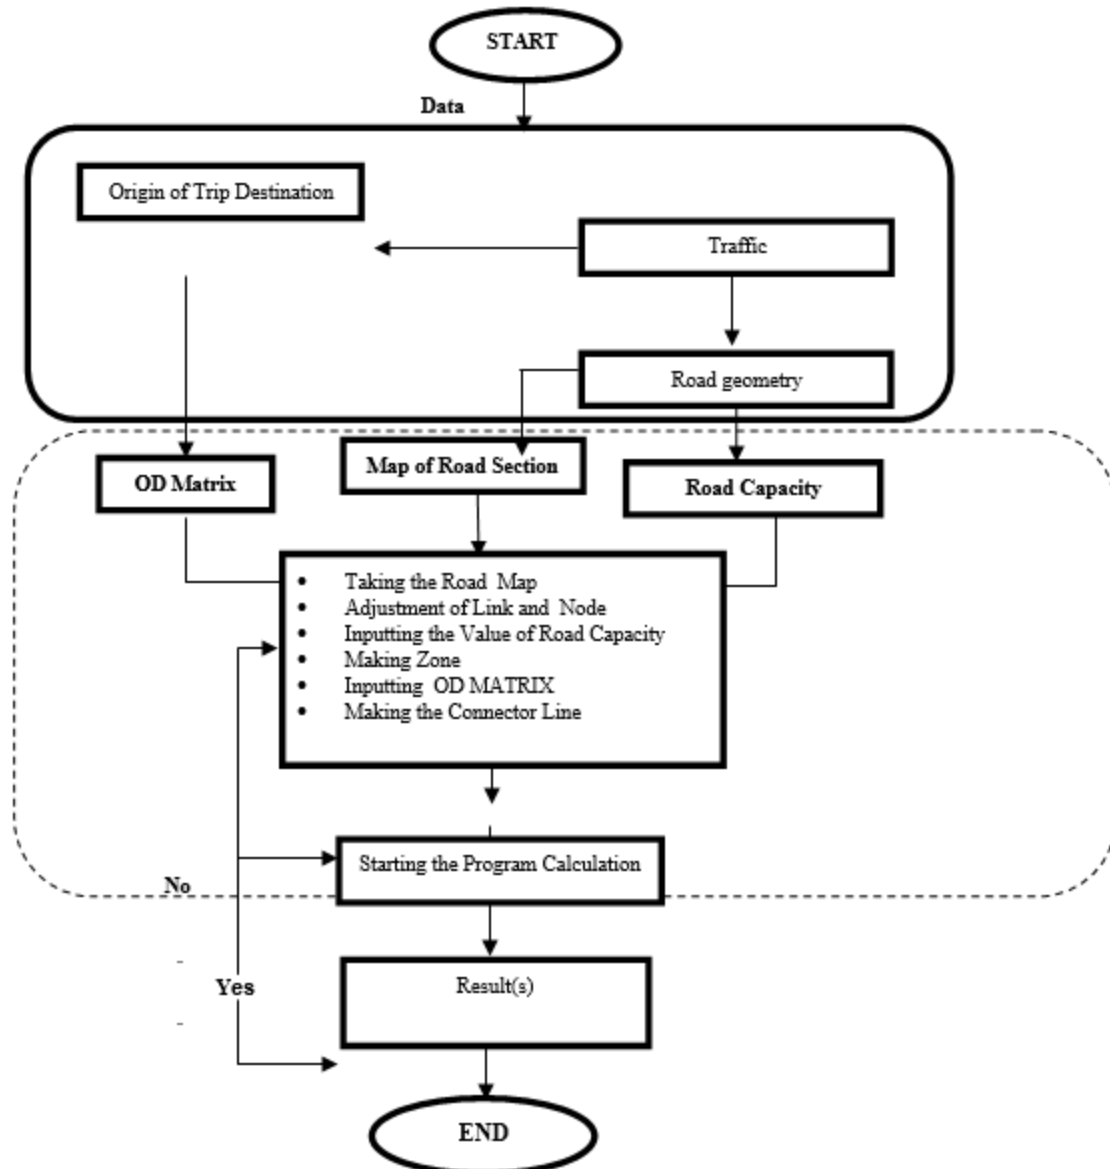 START
Data
Origin of Trip Destination
Traffic
Road geometry
OD Matrix
Map of Road Section
Road Capacity
• Taking the Road Map
• Adjustment of Link and Node
• Inputting the Value of Road Capacity
• Making Zone
• Inputting OD MATRIX
• Making the Connector Line
Starting the Program Calculation
No
Yes
Result(s)
END